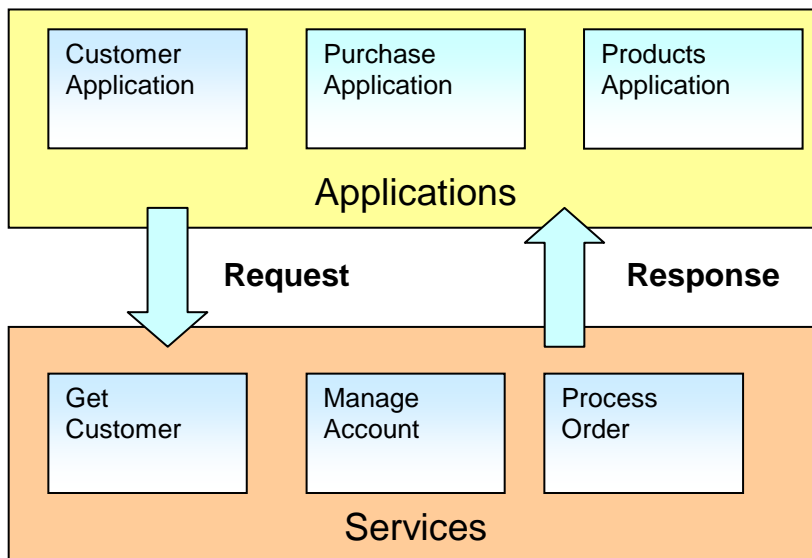 Customer
Application
Purchase
Application
Products
Application
Applications
Request
Response
Get
Customer
Manage
Account
Process
Order
Services